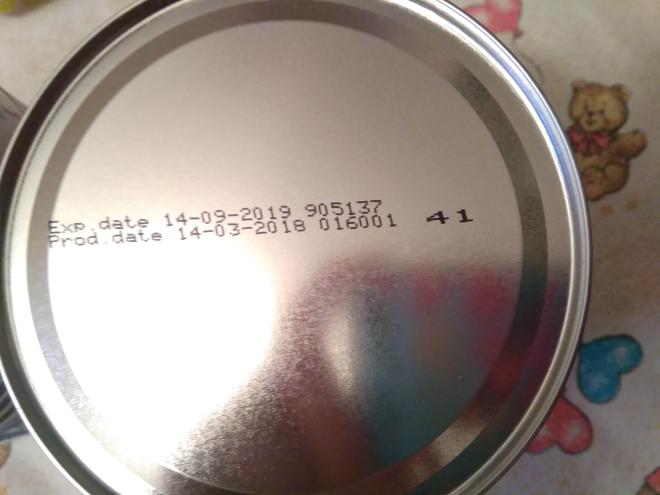 Exp.date 14-09-2019 905137
Prod.date 14-03-2018 016001 41